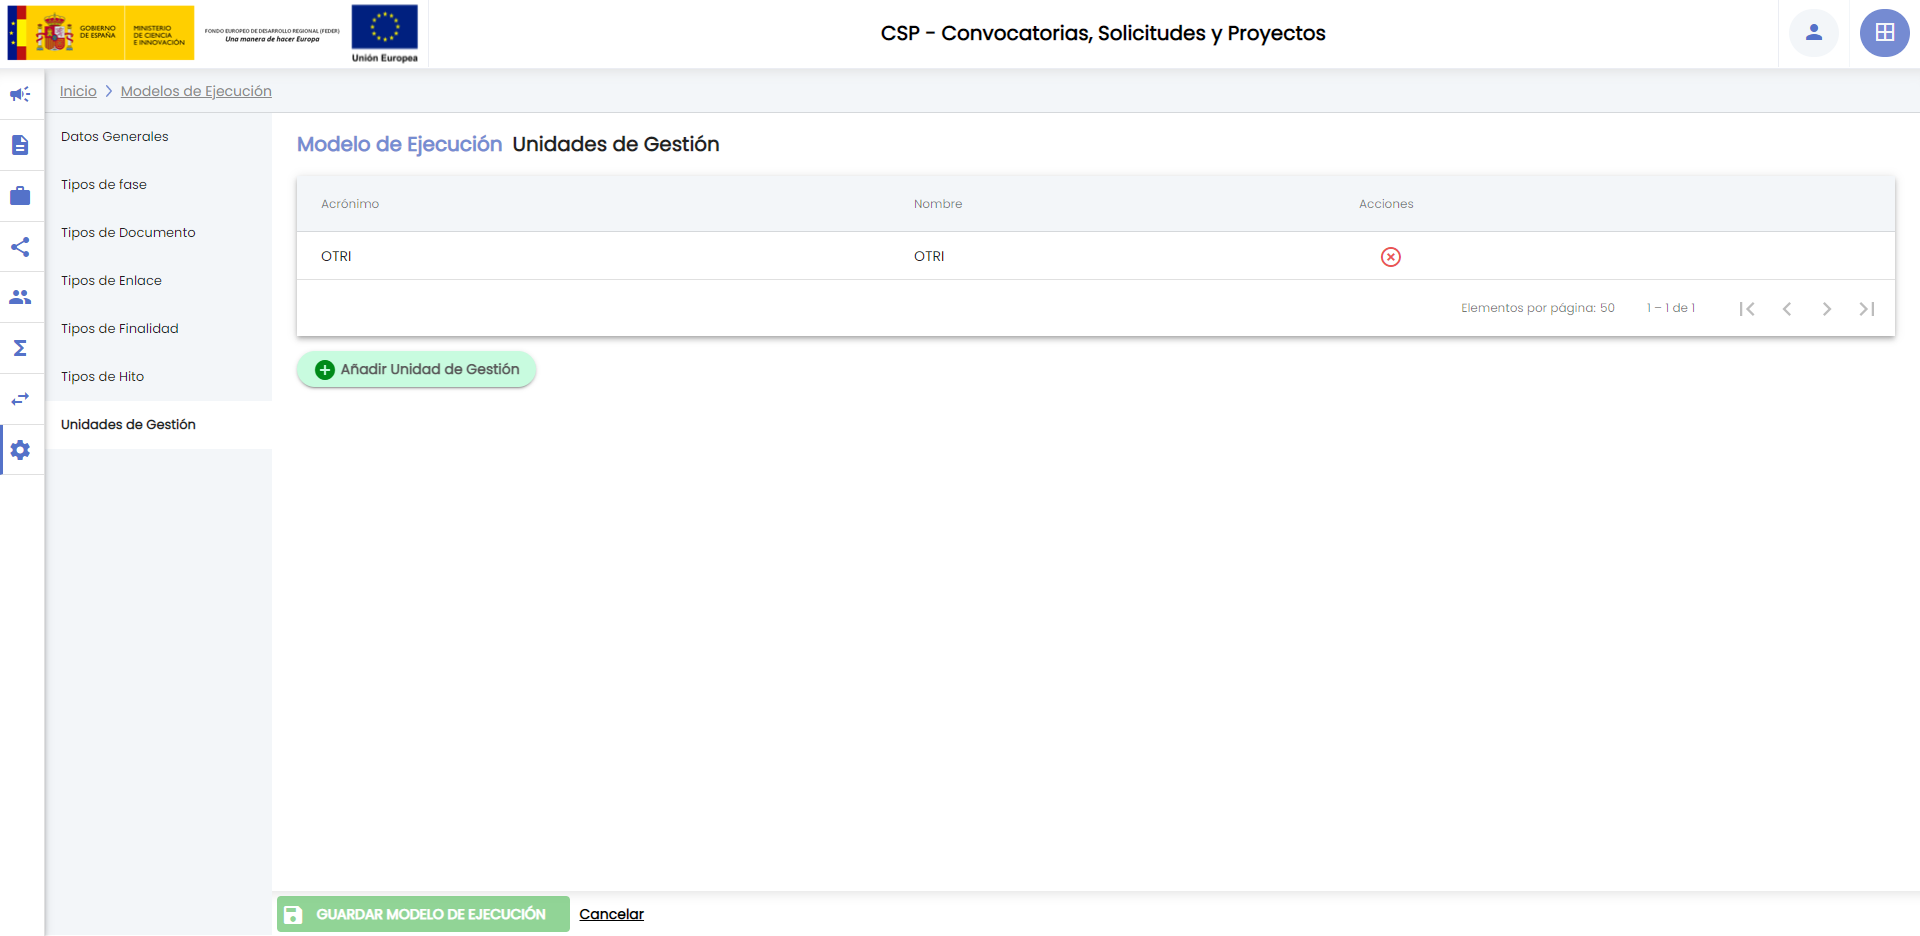 GOBIERNO
DE ESPAÑA
MINISTERIO
DE CIENCIA
E INNOVACIÓN
FONDO EUROPEO DE DESARROLLO REGIONAL (FEDER)
Una manera de hacer Europa
Unión Europea
CSP - Convocatorias, Solicitudes y Proyectos
Inicio
Modelos de Ejecución
Datos Generales
Tipos de fase
Tipos de Documento
Tipos de Enlace
Tipos de Finalidad
Tipos de Hito
Unidades de Gestión
Modelo de Ejecución Unidades de Gestión
Acrónimo Nombre Acciones
OTRI OTRI
Elementos por página: 50 1 – 1 de 1
Añadir Unidad de Gestión
GUARDAR MODELO DE EJECUCIÓN Cancelar